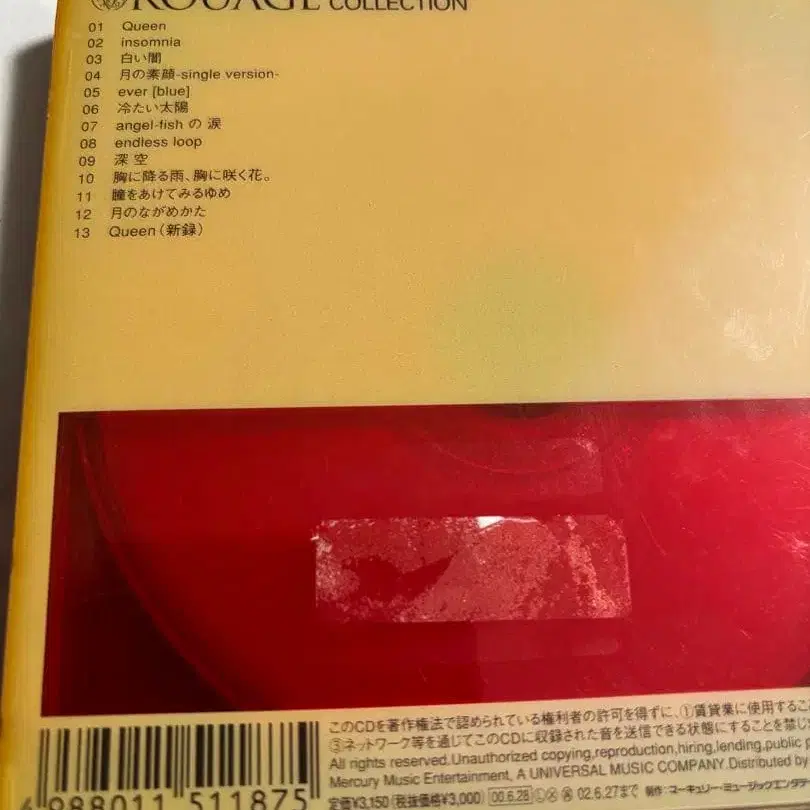 ROUAGE COLLECTION
01 Queen
02 insomnia
03 白い闇
04 月の素顔-single version-
05 ever [blue]
06 冷たい太陽
07 angel-fish の 涙
08 endless loop
09 深 空
10 胸に降る雨、胸に咲く花。
11 瞳をあけてみるゆめ
12 月のながめかた
13 Queen（新録）
このCDを著作権法で認められている権利者の許可を得ずに、①賃貸業に使用するこ
③ネットワーク等を通じてこのCDに収録された音を送信できる状態にすることを禁じ
All rights reserved.Unauthorized copying,reproduction,hiring,lending,public p
Mercury Music Entertainment, A UNIVERSAL MUSIC COMPANY.Distributed by
定価¥3,150（税抜価格¥3,000） 00.6.28 02.6.27まで 制作：マーキュリー・ミュージックエンタテ
4 988011 511875